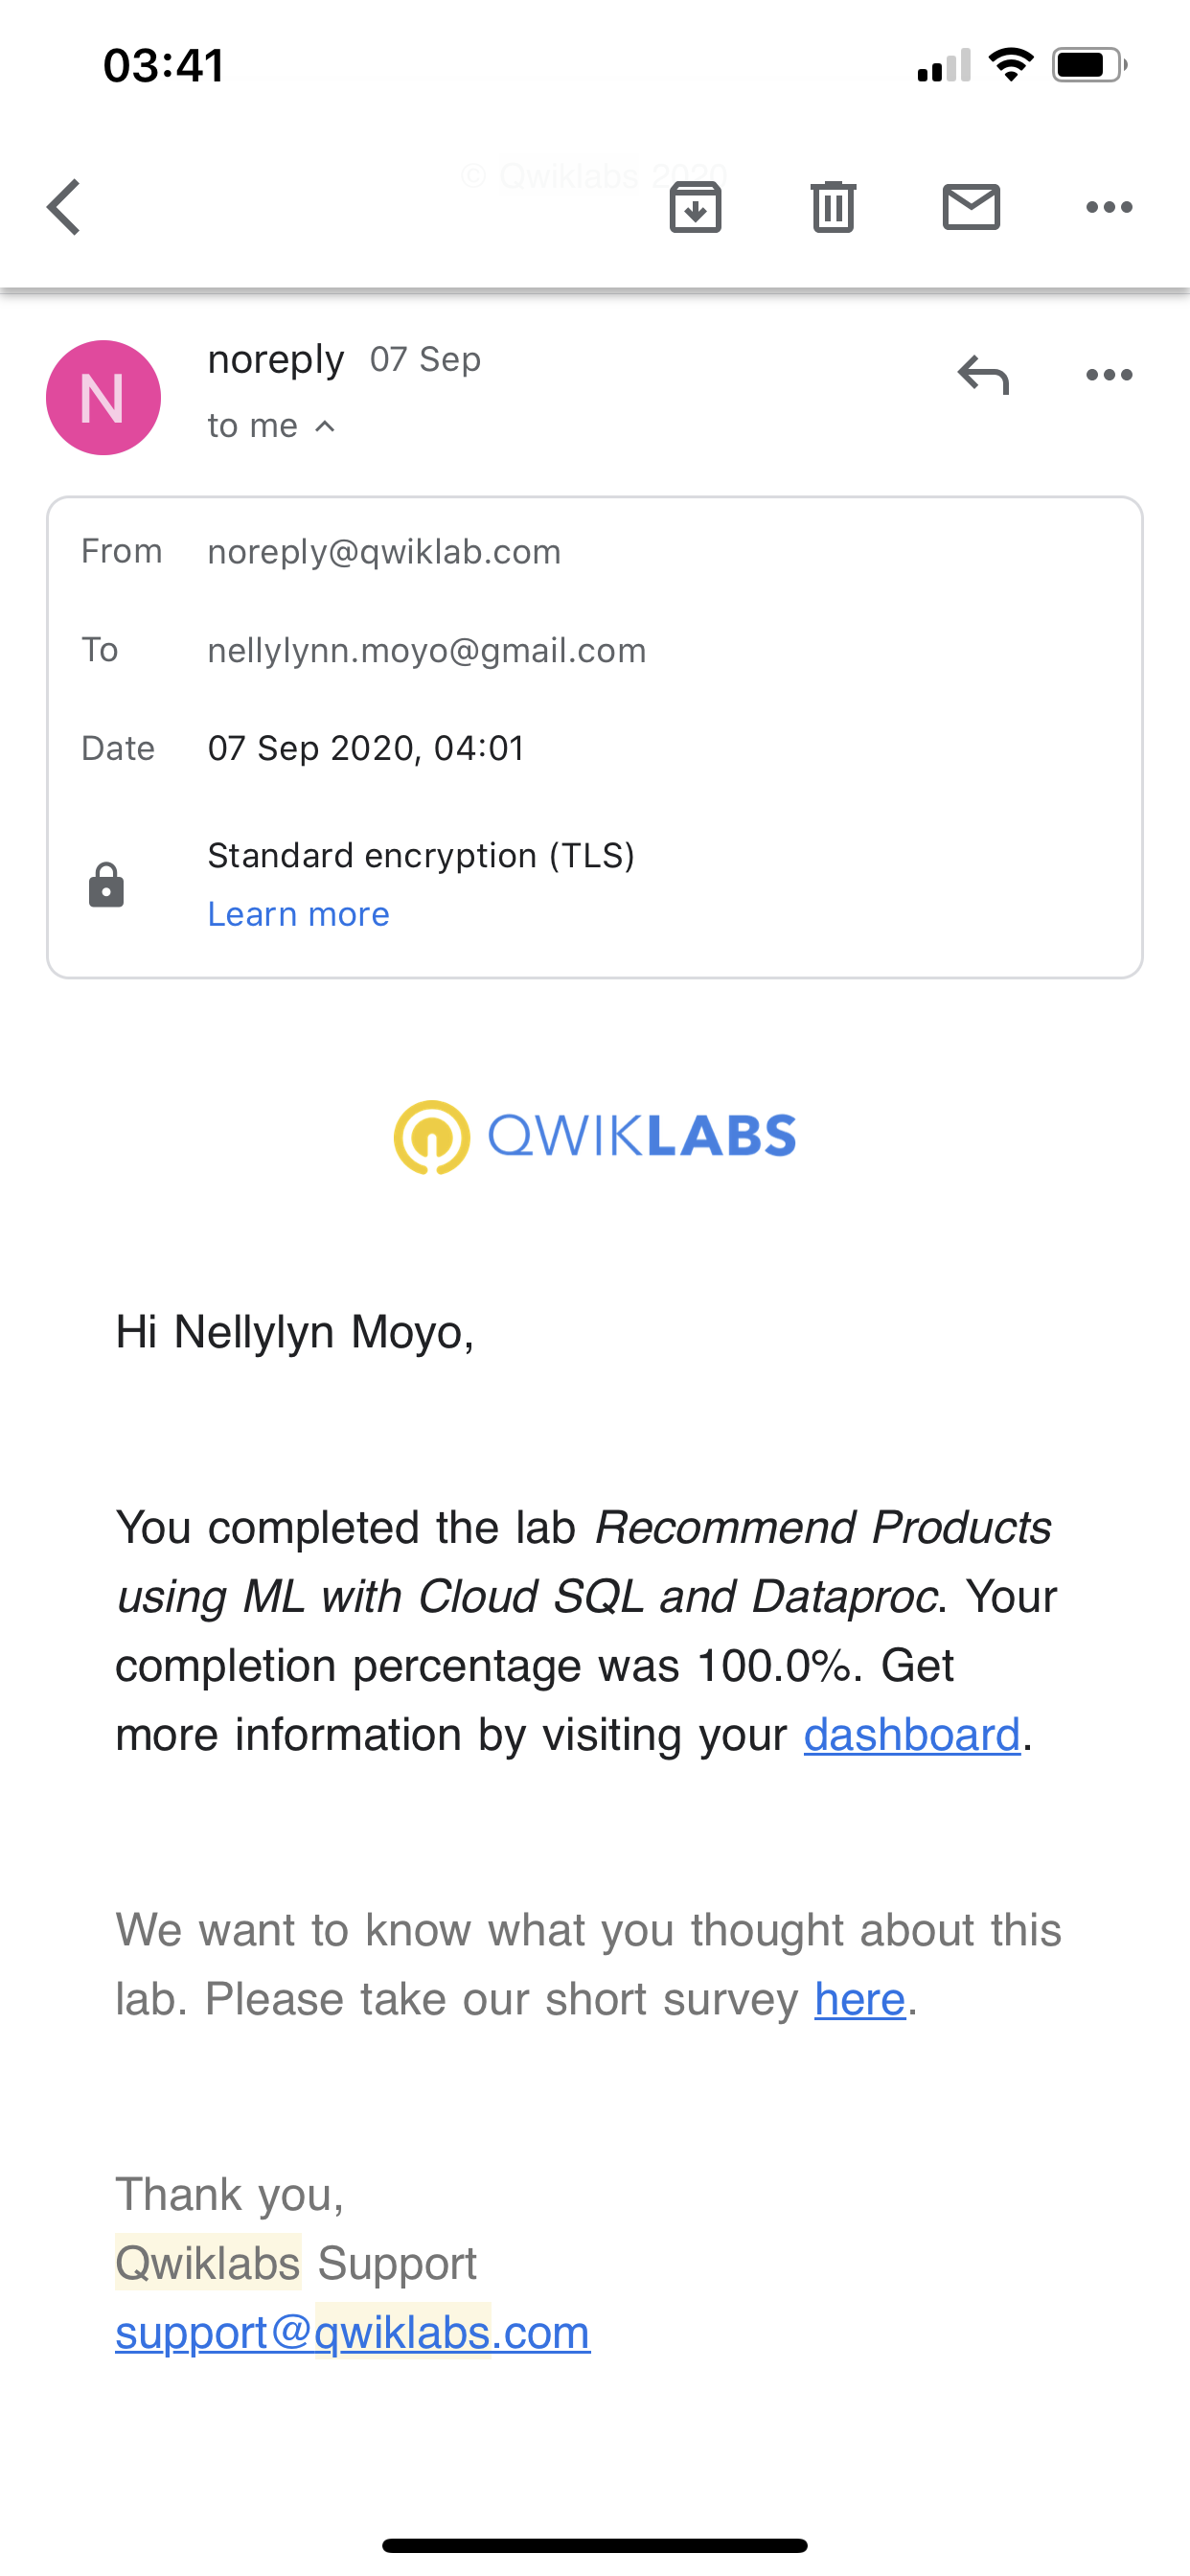 03:41
© Qwiklabs 2020
N
noreply 07 Sep
to me
From noreply@qwiklab.com
To nellylynn.moyo@gmail.com
Date 07 Sep 2020, 04:01
Standard encryption (TLS)
Learn more
QWIKLABS
Hi Nellylyn Moyo,
You completed the lab Recommend Products
using ML with Cloud SQL and Dataproc. Your
completion percentage was 100.0%. Get
more information by visiting your dashboard.
We want to know what you thought about this
lab. Please take our short survey here.
Thank you,
Qwiklabs Support
support@qwiklabs.com